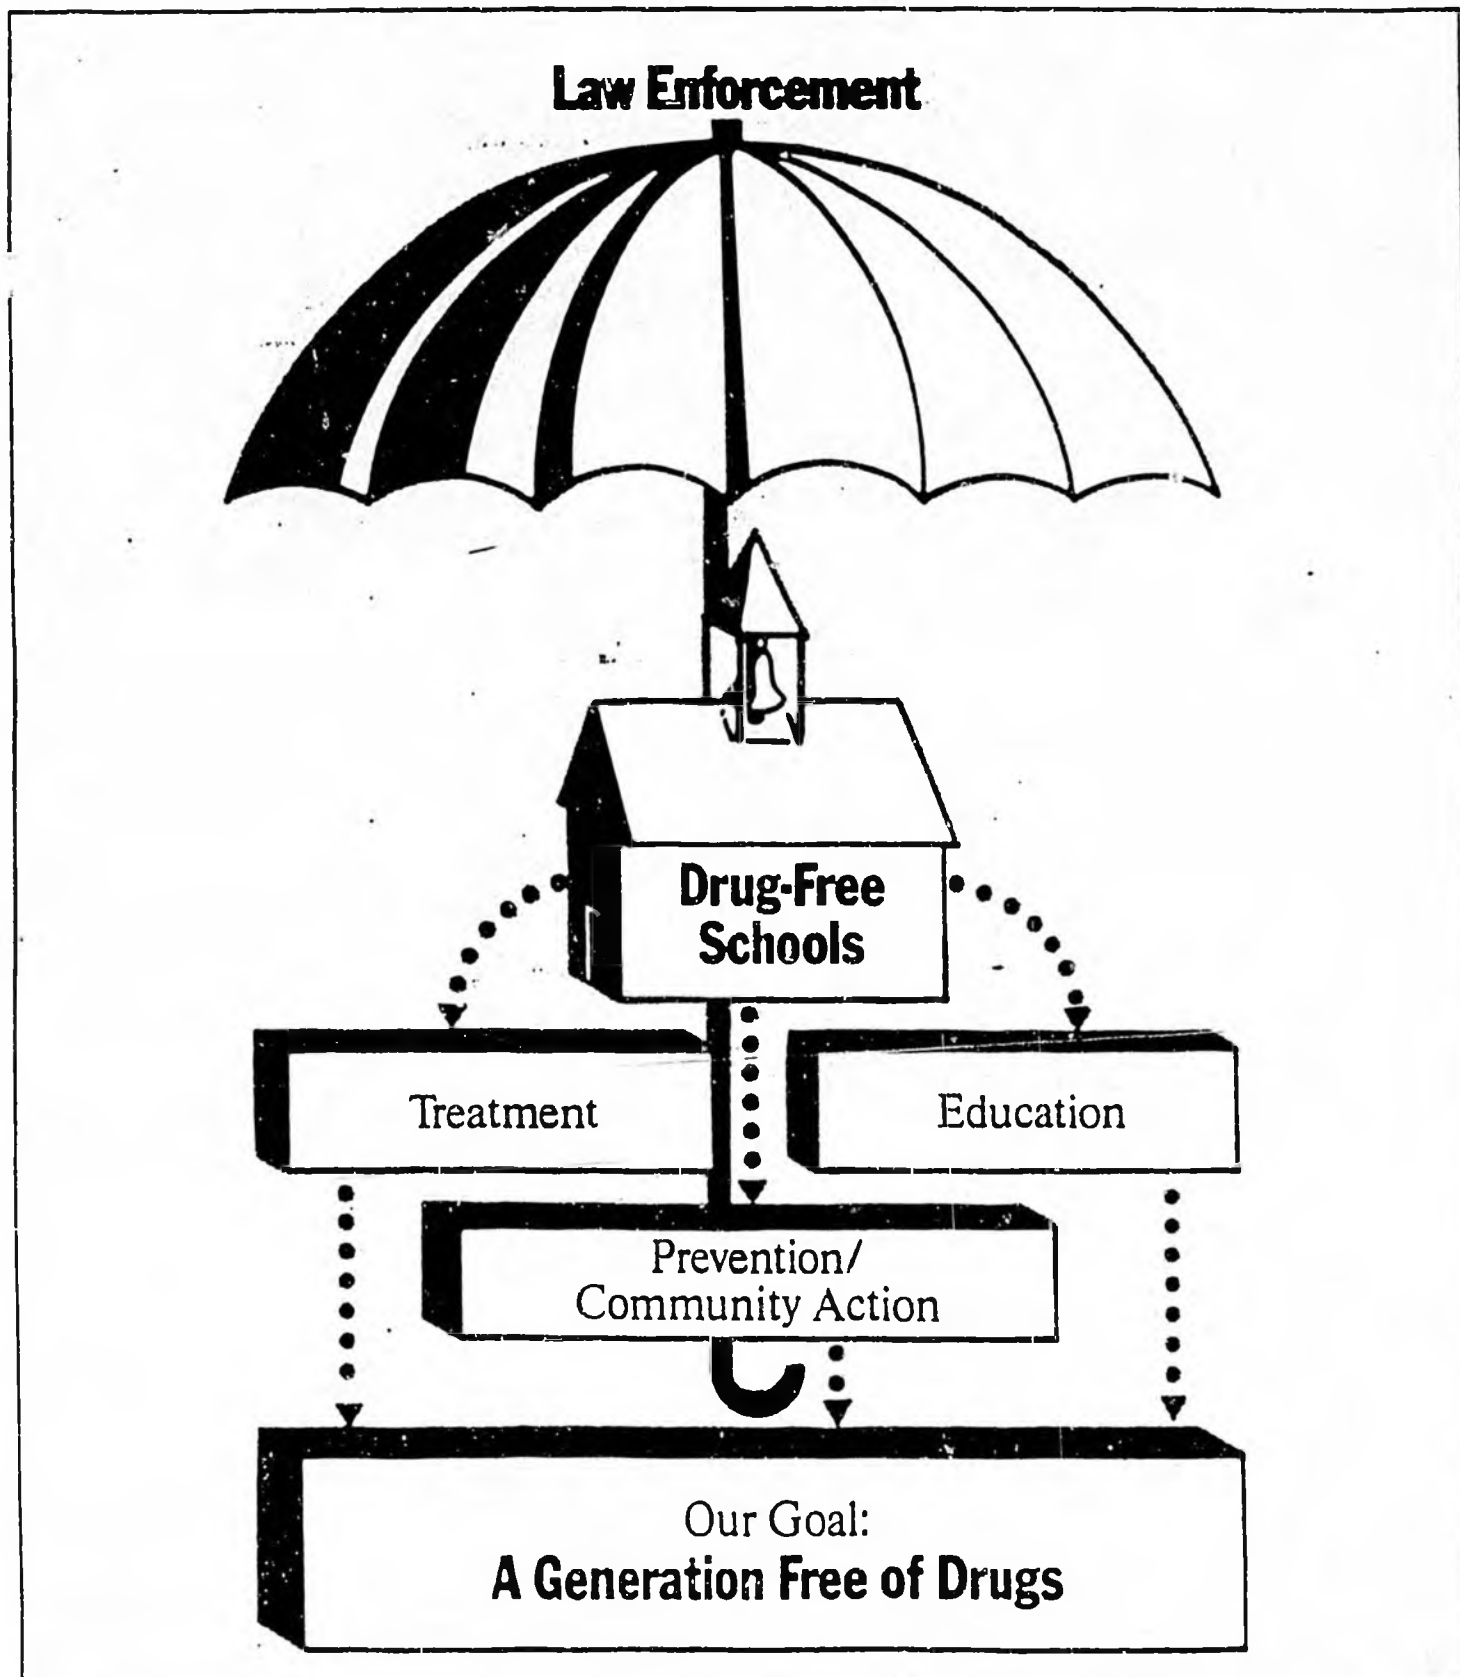 Law Enforcement
Drug-Free
Schools
Treatment
Education
Prevention/
Community Action
Our Goal:
A Generation Free of Drugs